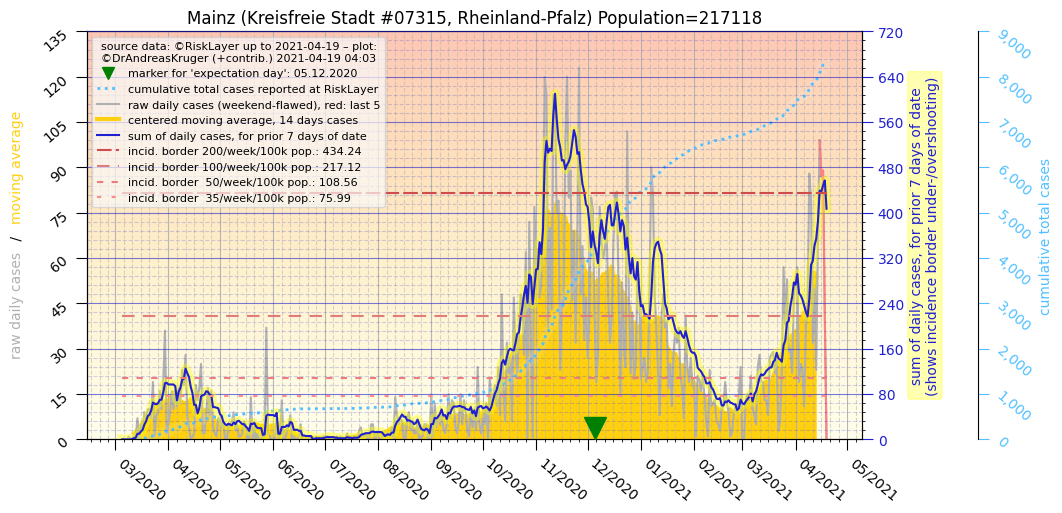 Mainz (Kreisfreie Stadt #07315, Rheinland-Pfalz) Population=217118
source data: ©RiskLayer up to 2021-04-19 – plot:
©DrAndreasKruger (+contrib.) 2021-04-19 04:03
marker for 'expectation day': 05.12.2020
cumulative total cases reported at RiskLayer
raw daily cases (weekend-flawed), red: last 5
centered moving average, 14 days cases
sum of daily cases, for prior 7 days of date
incid. border 200/week/100k pop.: 434.24
incid. border 100/week/100k pop.: 217.12
incid. border  50/week/100k pop.: 108.56
incid. border  35/week/100k pop.: 75.99
raw daily cases  /  moving average
135
120
105
90
75
60
45
30
15
0
03/2020
04/2020
05/2020
06/2020
07/2020
08/2020
09/2020
10/2020
11/2020
12/2020
01/2021
02/2021
03/2021
04/2021
05/2021
720
640
560
480
400
320
240
160
80
0
sum of daily cases, for prior 7 days of date
(shows incidence border under-/overshooting)
9,000
8,000
7,000
6,000
5,000
4,000
3,000
2,000
1,000
0
cumulative total cases